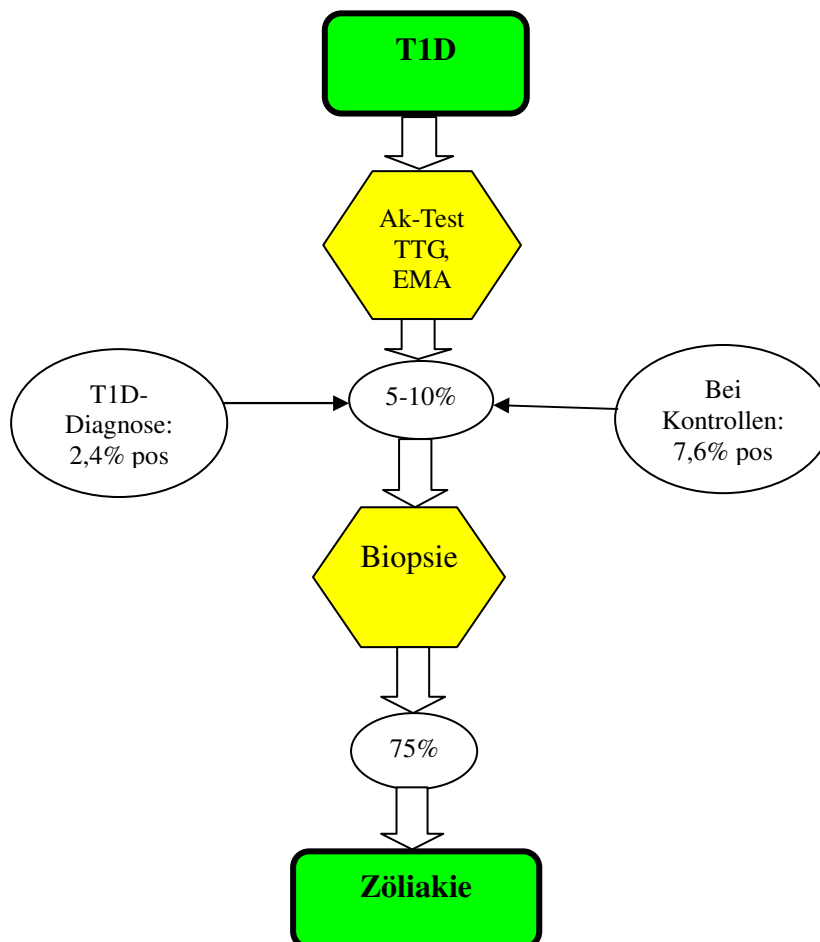 T1D
Ak-Test
TTG,
EMA
T1D-
Diagnose:
2,4% pos
5-10%
Bei
Kontrollen:
7,6% pos
Biopsie
75%
Zöliakie